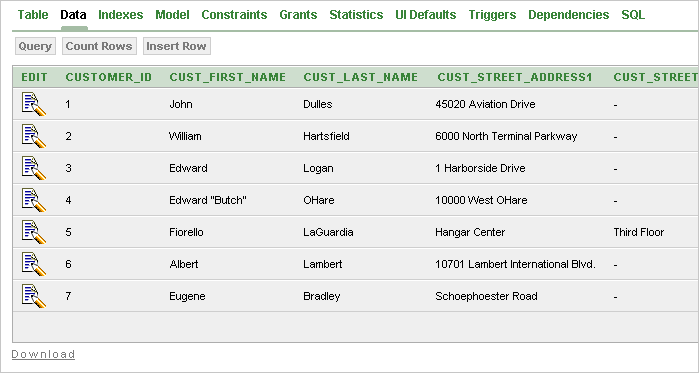 Table Data Indexes Model Constraints Grants Statistics UI Defaults Triggers Dependencies SQL
Query Count Rows Insert Row
EDIT CUSTOMER_ID CUST_FIRST_NAME CUST_LAST_NAME CUST_STREET_ADDRESS1 CUST_STREET
1 John Dulles 45020 Aviation Drive -
2 William Hartsfield 6000 North Terminal Parkway -
3 Edward Logan 1 Harborside Drive -
4 Edward "Butch" OHare 10000 West OHare -
5 Fiorello LaGuardia Hangar Center Third Floor
6 Albert Lambert 10701 Lambert International Blvd. -
7 Eugene Bradley Schoephoester Road -
Download